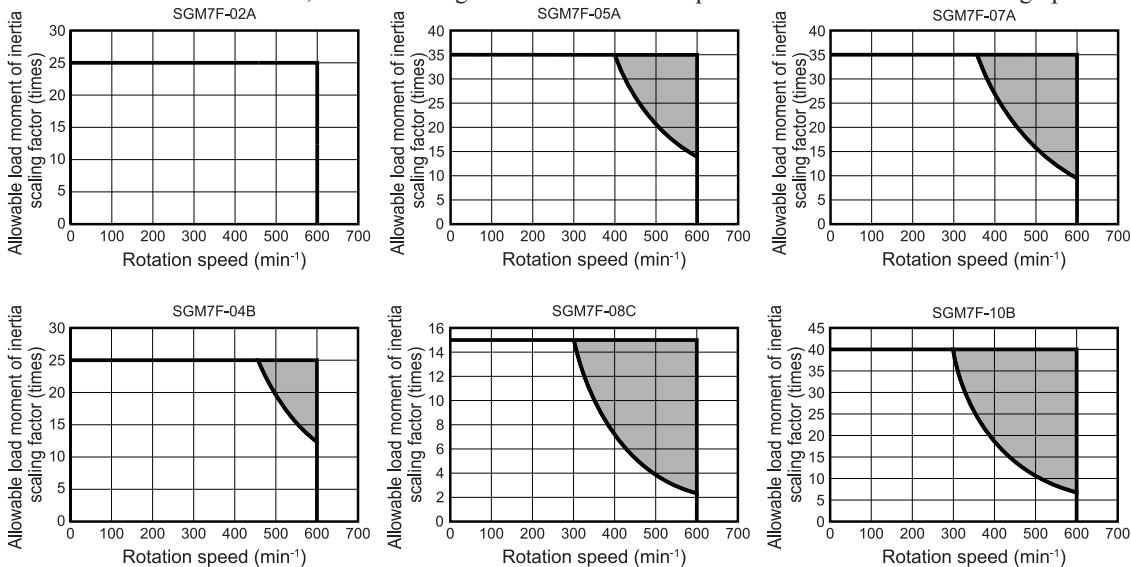 SGM7F-02A
Allowable load moment of inertia
scaling factor (times)
30
25
20
15
10
5
0
0 100 200 300 400 500 600 700
Rotation speed (min⁻¹)
SGM7F-05A
Allowable load moment of inertia
scaling factor (times)
40
35
30
25
20
15
10
5
0
0 100 200 300 400 500 600 700
Rotation speed (min⁻¹)
SGM7F-07A
Allowable load moment of inertia
scaling factor (times)
40
35
30
25
20
15
10
5
0
0 100 200 300 400 500 600 700
Rotation speed (min⁻¹)
SGM7F-04B
Allowable load moment of inertia
scaling factor (times)
30
25
20
15
10
5
0
0 100 200 300 400 500 600 700
Rotation speed (min⁻¹)
SGM7F-08C
Allowable load moment of inertia
scaling factor (times)
16
14
12
10
8
6
4
2
0
0 100 200 300 400 500 600 700
Rotation speed (min⁻¹)
SGM7F-10B
Allowable load moment of inertia
scaling factor (times)
45
40
35
30
25
20
15
10
5
0
0 100 200 300 400 500 600 700
Rotation speed (min⁻¹)